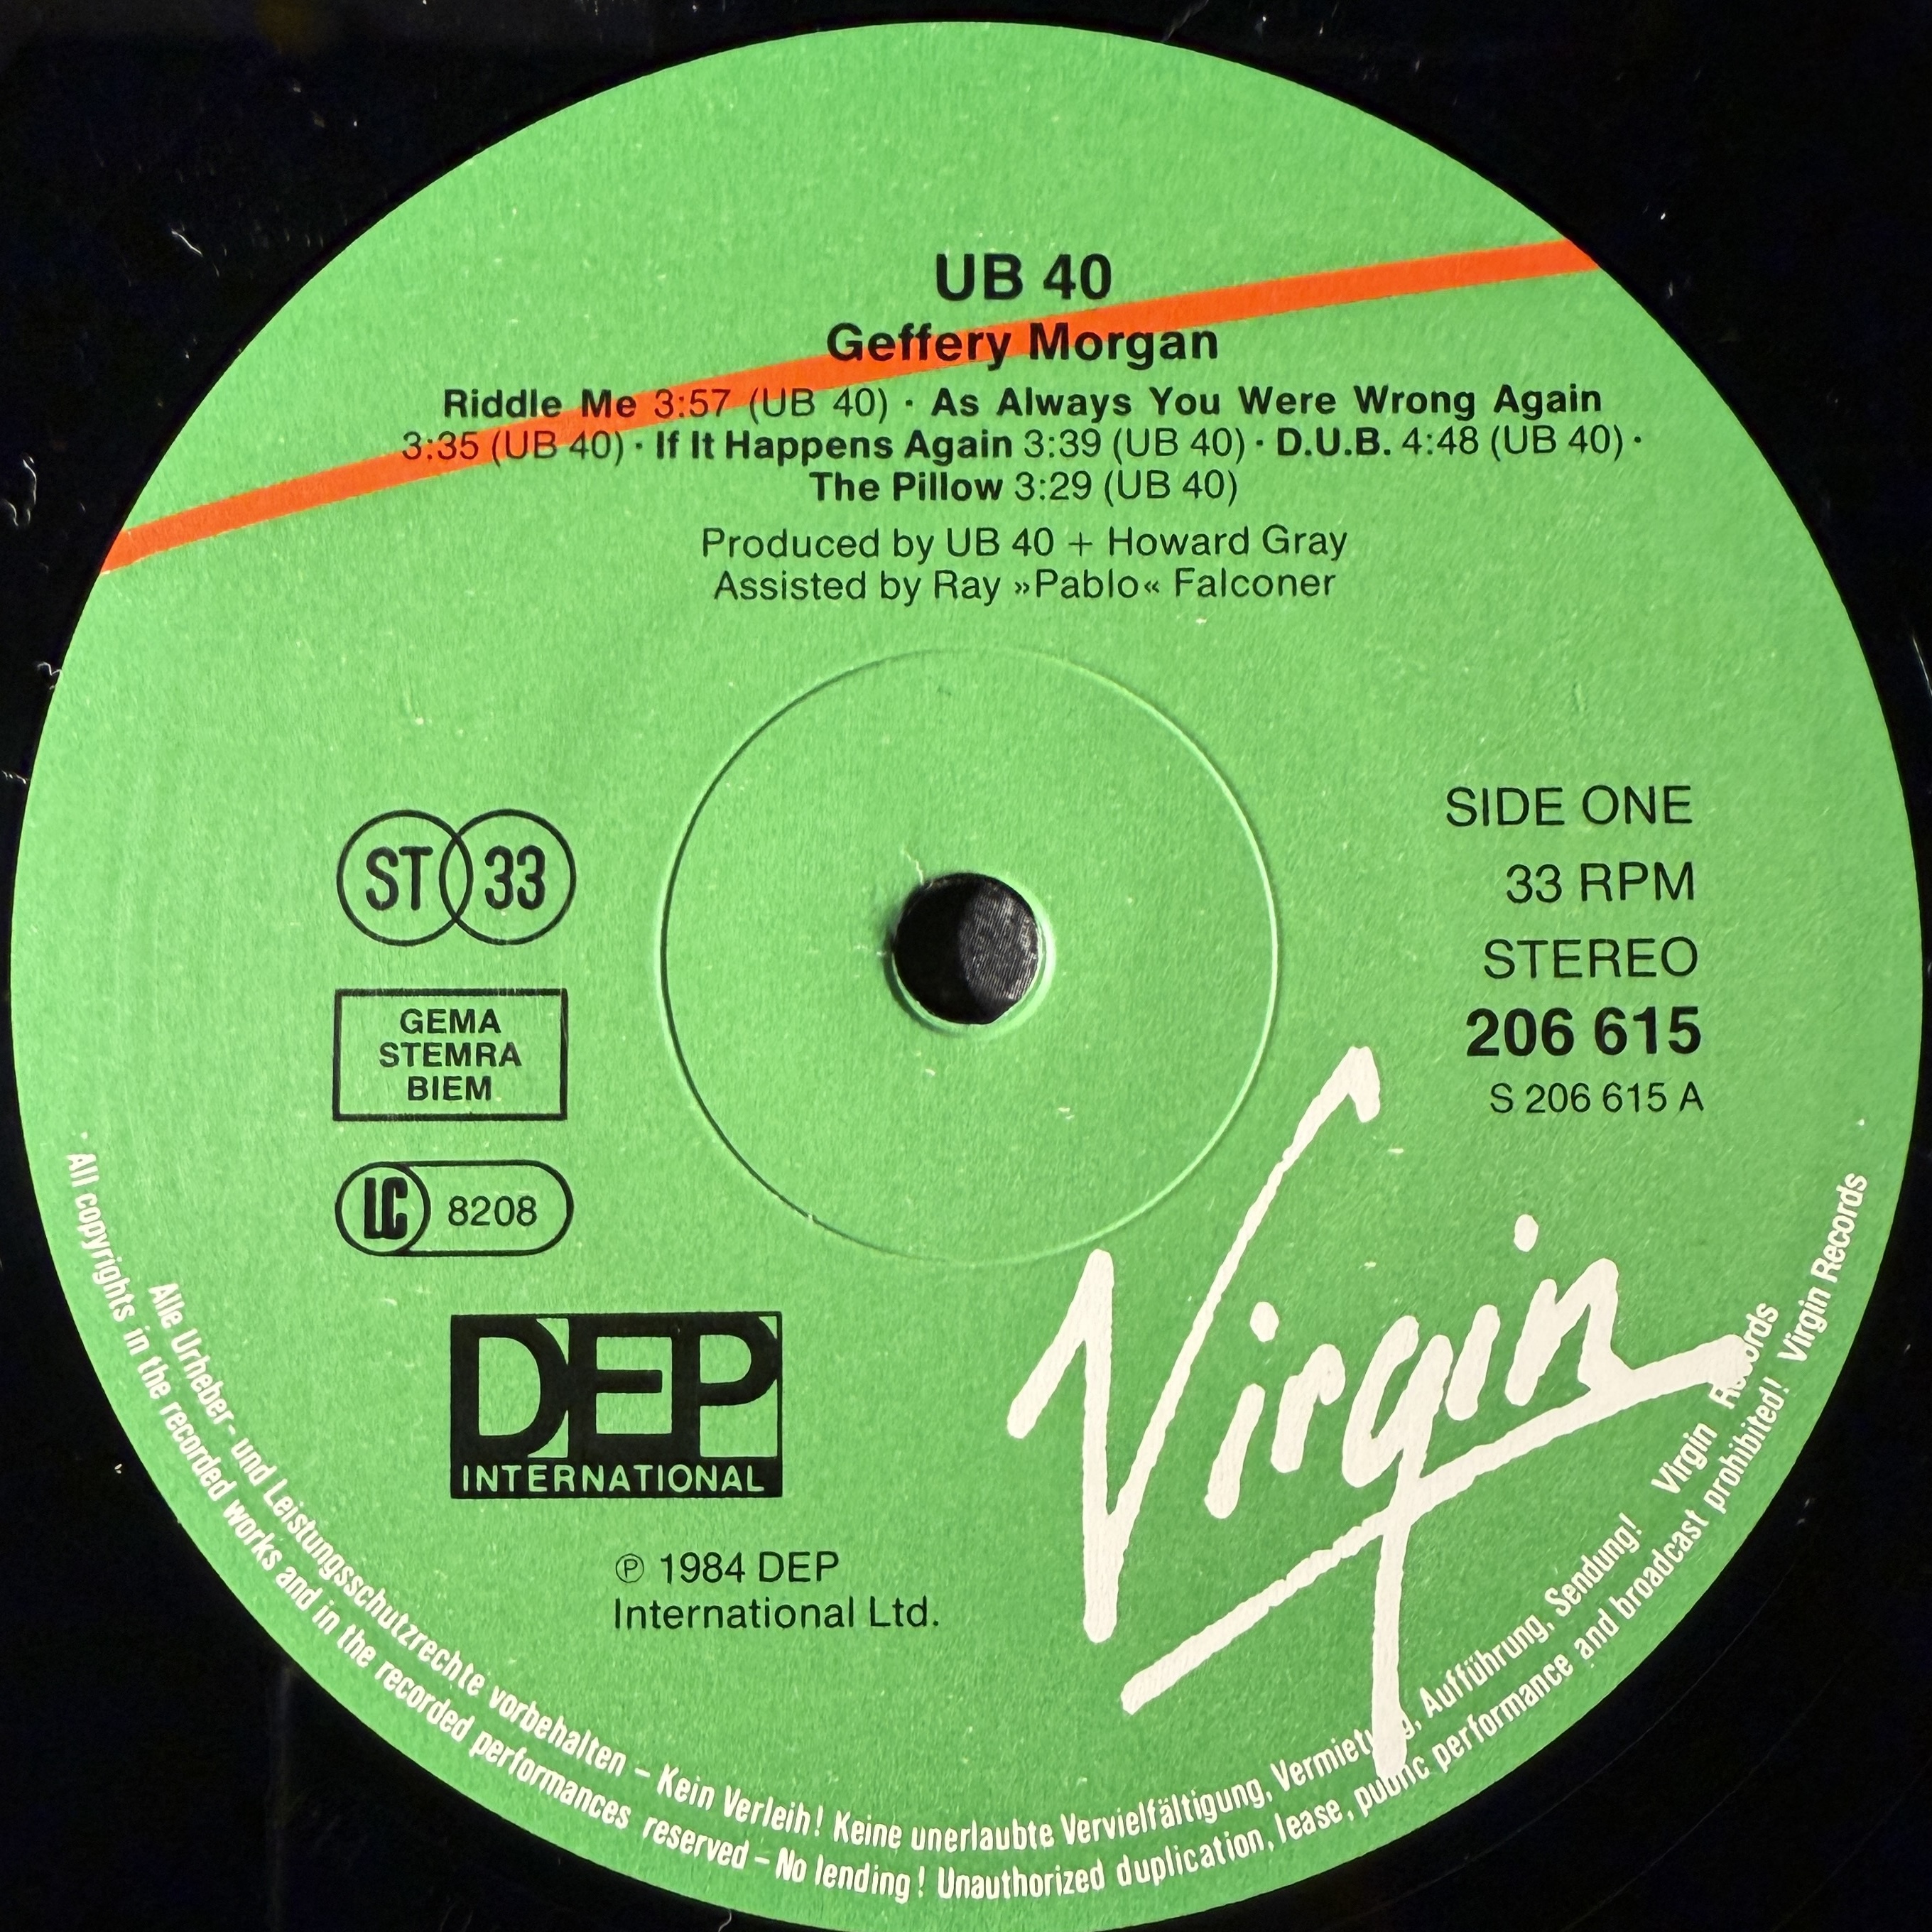 UB 40
Geffery Morgan
Riddle Me 3:57 (UB 40) · As Always You Were Wrong Again
3:35 (UB 40) · If It Happens Again 3:39 (UB 40) · D.U.B. 4:48 (UB 40) ·
The Pillow 3:29 (UB 40)
Produced by UB 40 + Howard Gray
Assisted by Ray »Pablo« Falconer
ST 33
GEMA
STEMRA
BIEM
LC 8208
SIDE ONE
33 RPM
STEREO
206 615
S 206 615 A
DEP
INTERNATIONAL
Virgin
℗ 1984 DEP
International Ltd.
Alle Urheber- und Leistungsschutzrechte vorbehalten – Kein Verleih! Keine unerlaubte Vervielfältigung, Vermietung, Aufführung, Sendung! Virgin Records
· All copyrights in the recorded works and in the recorded performances reserved – No lending! Unauthorized duplication, lease, public performance and broadcast prohibited! Virgin Records